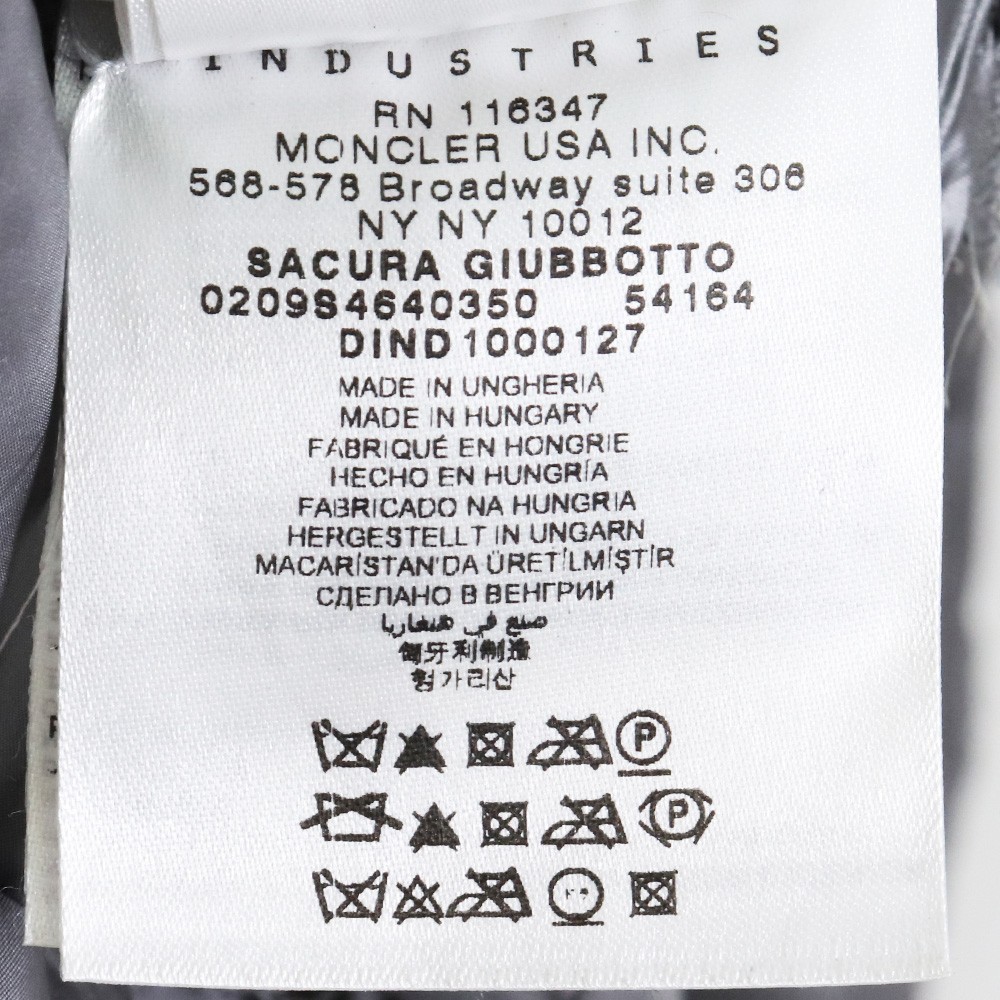 INDUSTRIES
RN 116347
MONCLER USA INC.
568-578 Broadway suite 306
NY NY 10012
SACURA GIUBBOTTO
0209S4640350 54164
DIND1000127
MADE IN UNGHERIA
MADE IN HUNGARY
FABRIQUÉ EN HONGRIE
HECHO EN HUNGRÍA
FABRICADO NA HUNGRIA
HERGESTELLT IN UNGARN
MACARİSTAN'DA ÜRETİLMİŞTİR
СДЕЛАНО В ВЕНГРИИ
صنع في هنغاريا
匈牙利制造
헝가리산
P
P